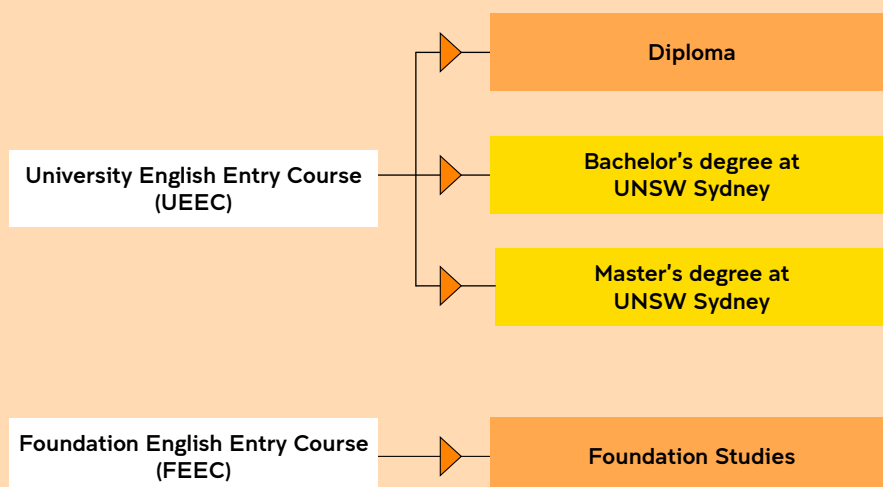 Diploma
University English Entry Course
(UEEC)
Bachelor's degree at
UNSW Sydney
Master's degree at
UNSW Sydney
Foundation English Entry Course
(FEEC)
Foundation Studies